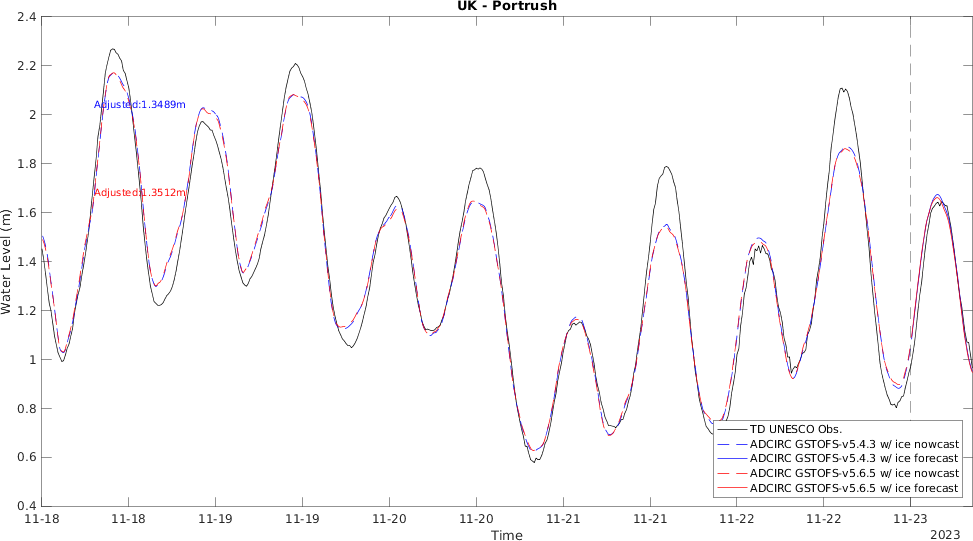 UK - Portrush
2.4
2.2
2
1.8
1.6
1.4
1.2
1
0.8
0.6
0.4
Water Level (m)
Adjusted:1.3489m
Adjusted:1.3512m
TD UNESCO Obs.
ADCIRC GSTOFS-v5.4.3 w/ ice nowcast
ADCIRC GSTOFS-v5.4.3 w/ ice forecast
ADCIRC GSTOFS-v5.6.5 w/ ice nowcast
ADCIRC GSTOFS-v5.6.5 w/ ice forecast
11-18 11-18 11-19 11-19 11-20 11-20 11-21 11-21 11-22 11-22 11-23
Time
2023